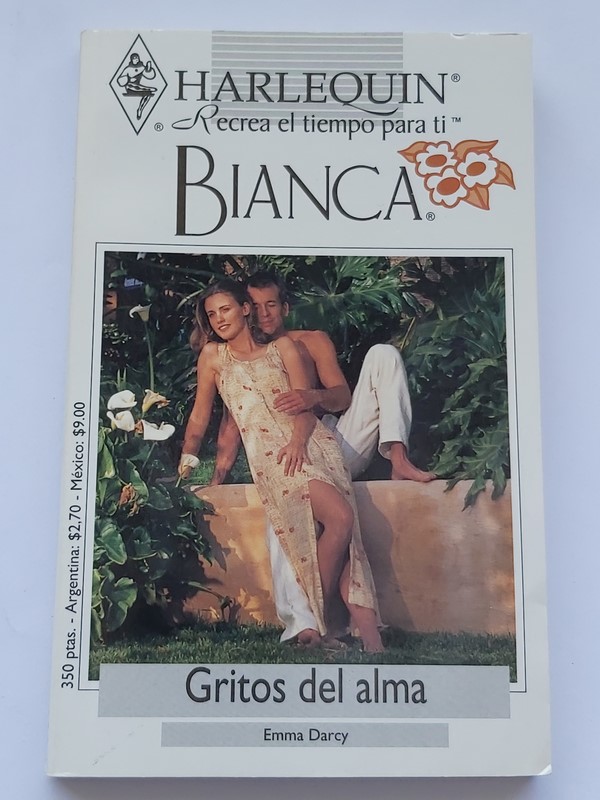 HARLEQUIN®
®
Recrea el tiempo para ti™
BIANCA®
350 ptas. - Argentina: $2,70 - México: $9.00
Gritos del alma
Emma Darcy